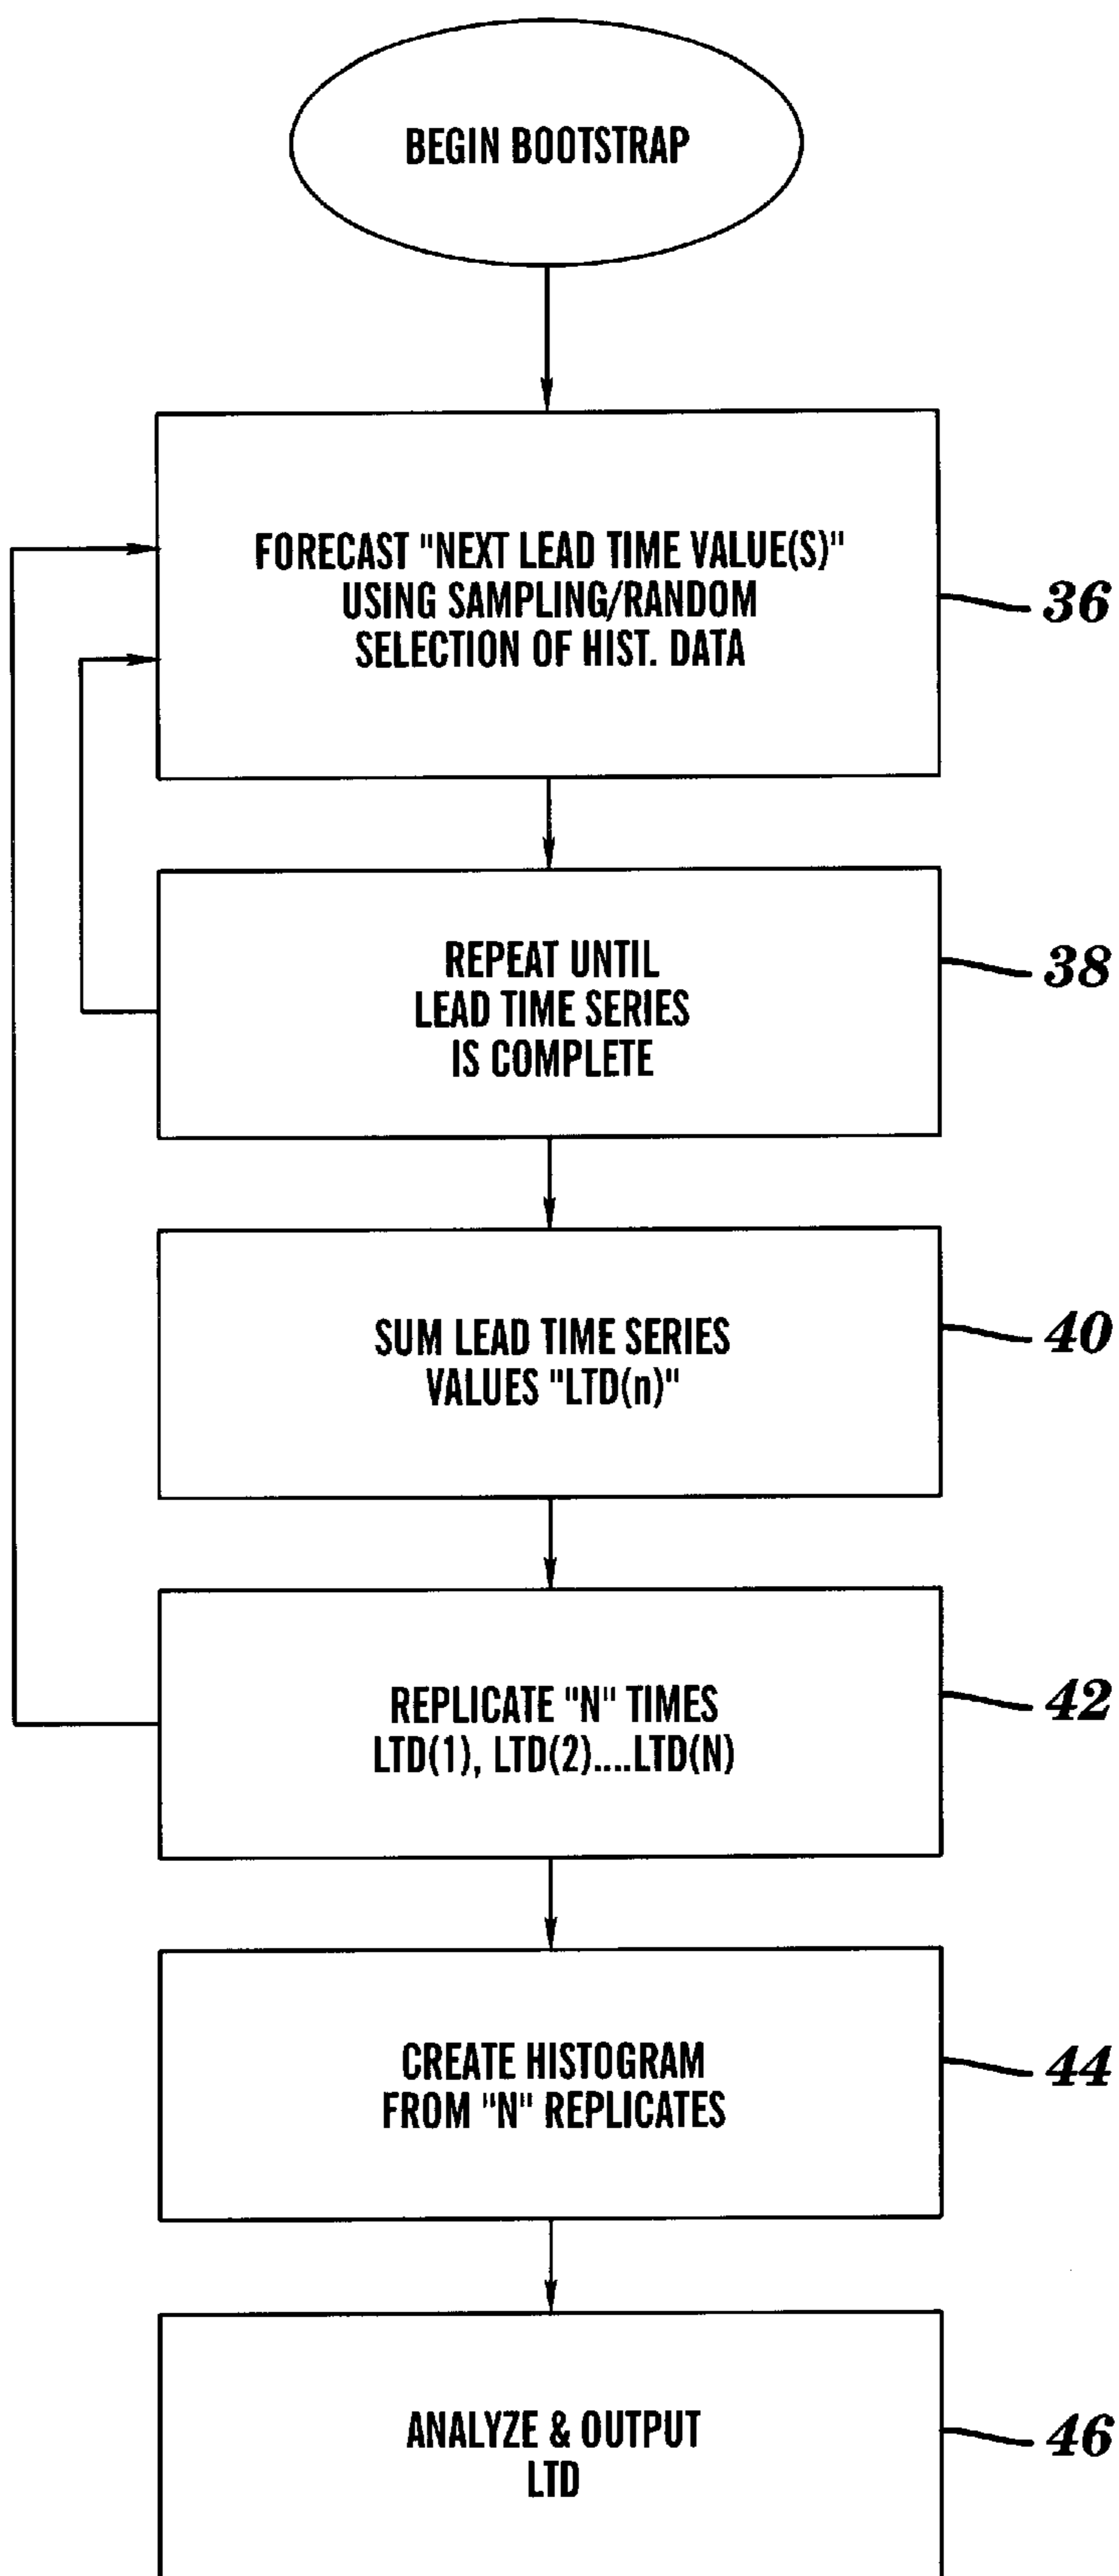 BEGIN BOOTSTRAP
FORECAST "NEXT LEAD TIME VALUE(S)"
USING SAMPLING/RANDOM
SELECTION OF HIST. DATA
36
REPEAT UNTIL
LEAD TIME SERIES
IS COMPLETE
38
SUM LEAD TIME SERIES
VALUES "LTD(n)"
40
REPLICATE "N" TIMES
LTD(1), LTD(2)....LTD(N)
42
CREATE HISTOGRAM
FROM "N" REPLICATES
44
ANALYZE & OUTPUT
LTD
46